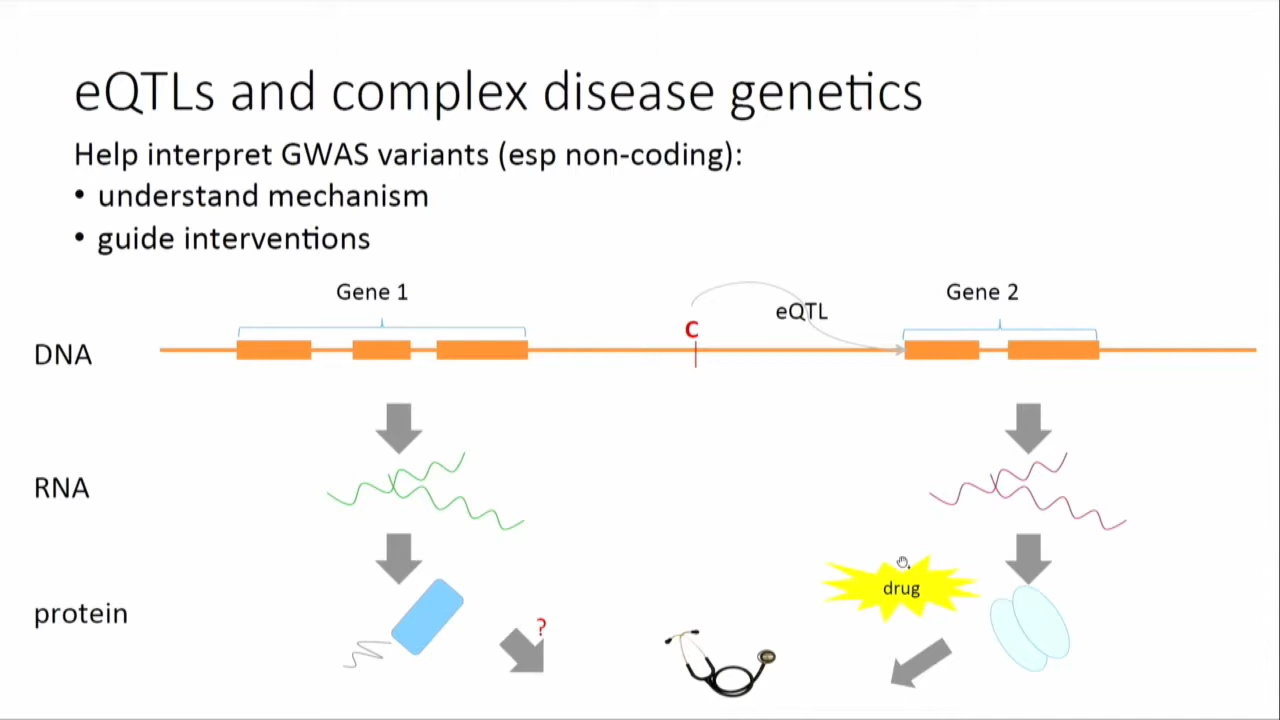 eQTLs and complex disease genetics
Help interpret GWAS variants (esp non-coding):
• understand mechanism
• guide interventions
Gene 1
Gene 2
eQTL
C
DNA
RNA
drug
protein
?